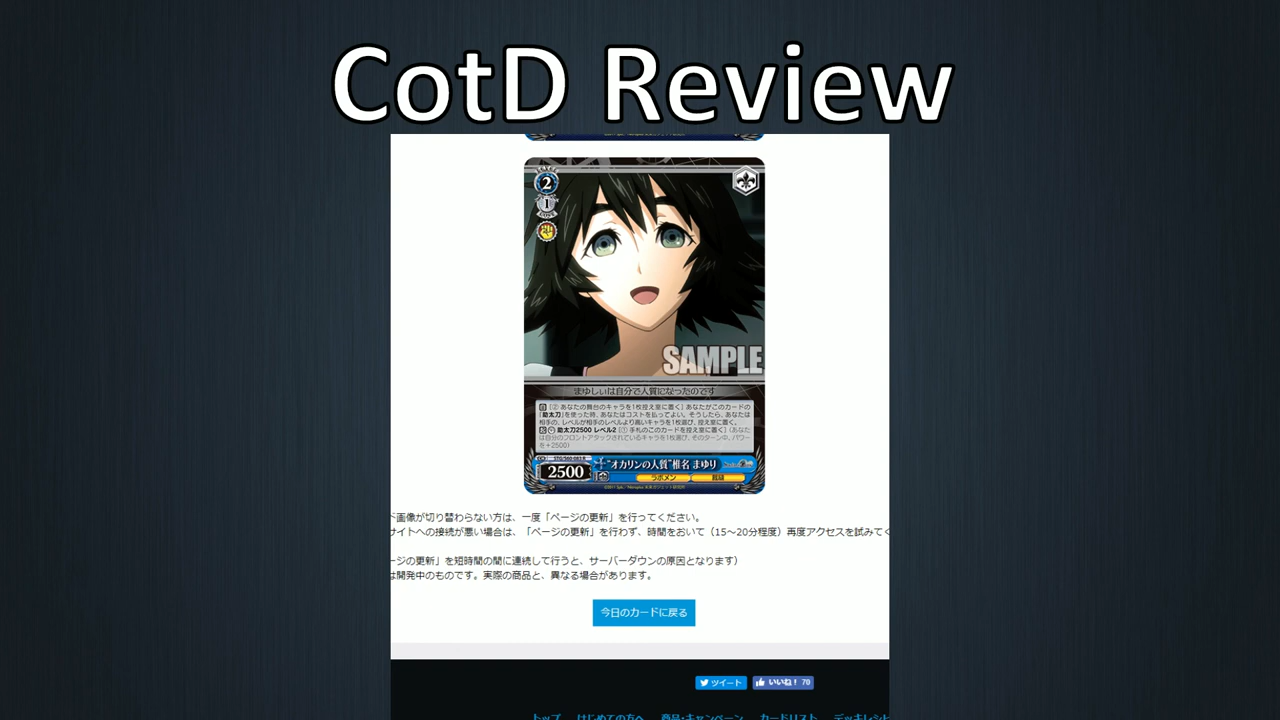 CotD Review
2
1
SAMPLE
まゆしぃは自分で人質になったのです
【自】［② あなたの舞台のキャラを1枚控え室に置く］ あなたがこのカードの
『助太刀』を使った時、あなたはコストを払ってよい。そうしたら、あなたは
相手の、レベルが相手のレベルより高いキャラを1枚選び、控え室に置く。
【起】 助太刀2500 レベル2 ［① 手札のこのカードを控え室に置く］ （あなた
は自分のフロントアタックされているキャラを1枚選び、そのターン中、パワー
を＋2500）
2500
“オカリンの人質”椎名 まゆり
ラボメン
画像が切り替わらない方は、一度「ページの更新」を行ってください。
サイトへの接続が悪い場合は、「ページの更新」を行わず、時間をおいて（15～20分程度）再度アクセスを試みてく
ージの更新」を短時間の間に連続して行うと、サーバーダウンの原因となります）
は開発中のものです。実際の商品と、異なる場合があります。
今日のカードに戻る
ツイート
いいね！ 70
トップ はじめての方へ 商品・キャンペーン カードリスト デッキレシピ